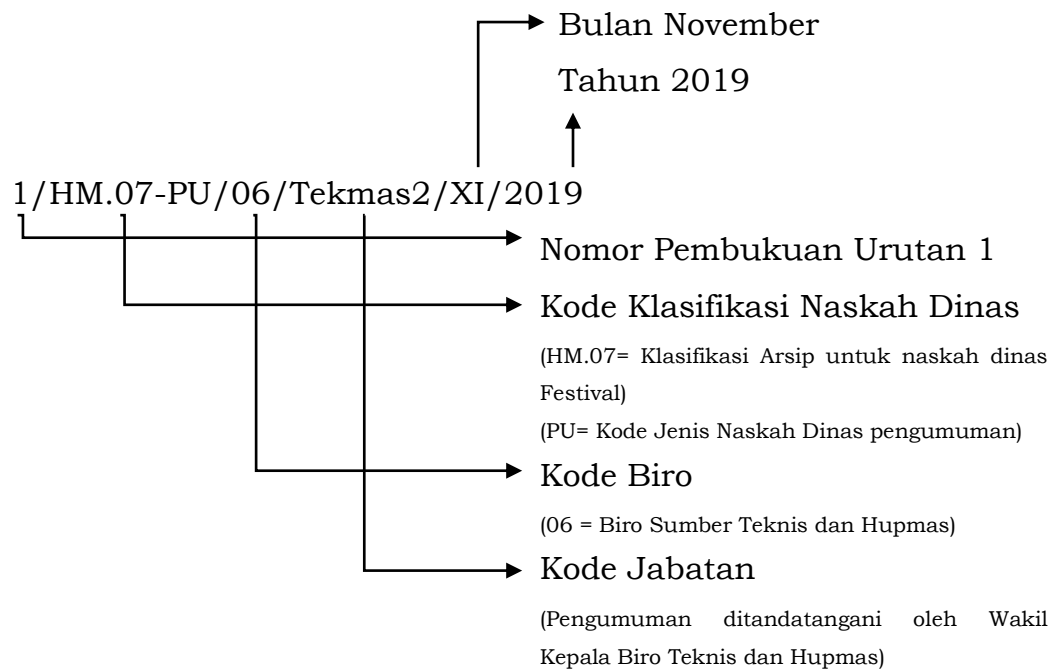 Bulan November
Tahun 2019
1/HM.07-PU/06/Tekmas2/XI/2019
Nomor Pembukuan Urutan 1
Kode Klasifikasi Naskah Dinas
(HM.07= Klasifikasi Arsip untuk naskah dinas
Festival)
(PU= Kode Jenis Naskah Dinas pengumuman)
Kode Biro
(06 = Biro Sumber Teknis dan Hupmas)
Kode Jabatan
(Pengumuman ditandatangani oleh Wakil
Kepala Biro Teknis dan Hupmas)